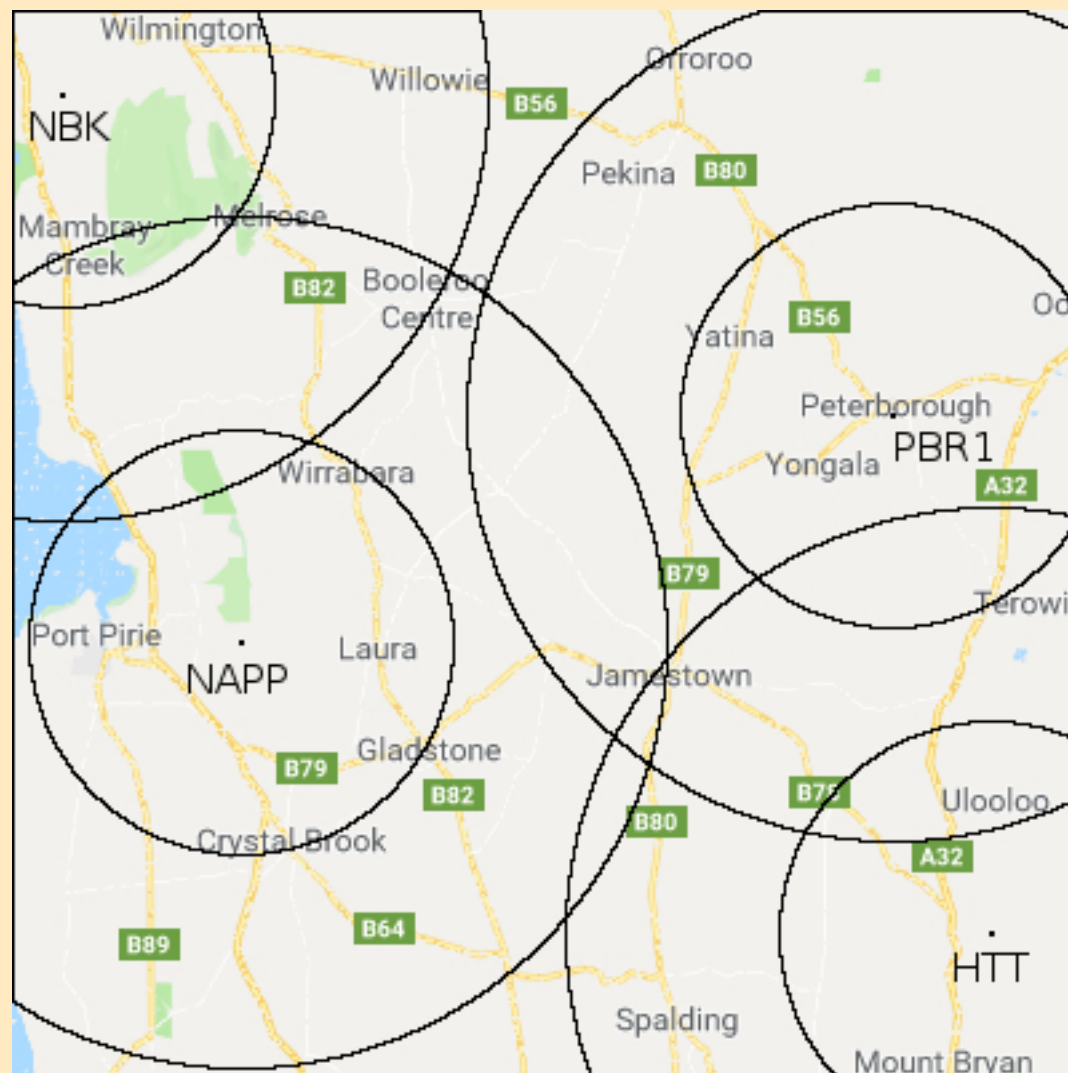 Wilmington
Orroroo
Willowie
B56
NBK
Pekina
B80
Melrose
Mambray
Creek
B82
Booleroo
Centre
B56
Yatina
Peterborough
PBR1
Wirrabara
Yongala
A32
B79
Port Pirie
Laura
NAPP
Jamestown
Gladstone
B79
B82
Ulooloo
B80
Crystal Brook
A32
B64
B89
HTT
Spalding
Mount Bryan